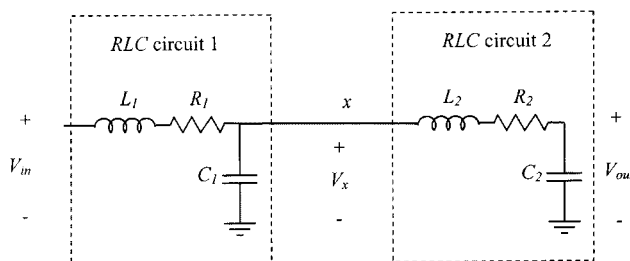 RLC circuit 1
RLC circuit 2
L1 R1 x L2 R2
+ + +
Vin C1 Vx C2 Vou
- - -